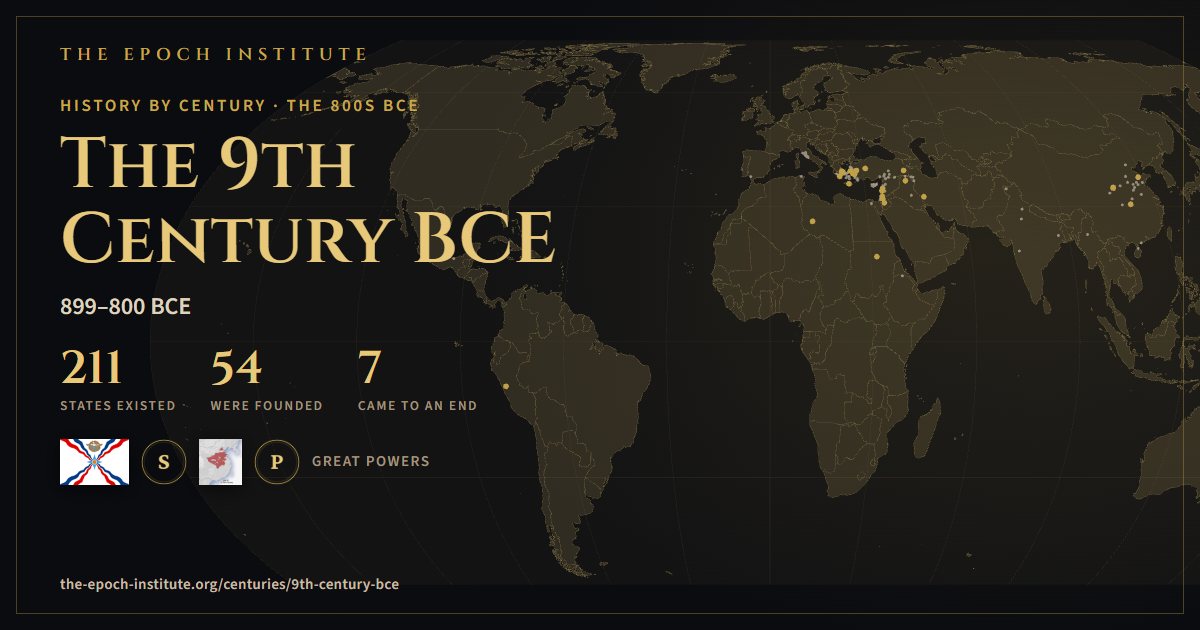 THE EPOCH INSTITUTE
HISTORY BY CENTURY · THE 800S BCE
THE 9TH
CENTURY BCE
899–800 BCE
211 54 7
STATES EXISTED WERE FOUNDED CAME TO AN END
S P GREAT POWERS
the-epoch-institute.org/centuries/9th-century-bce